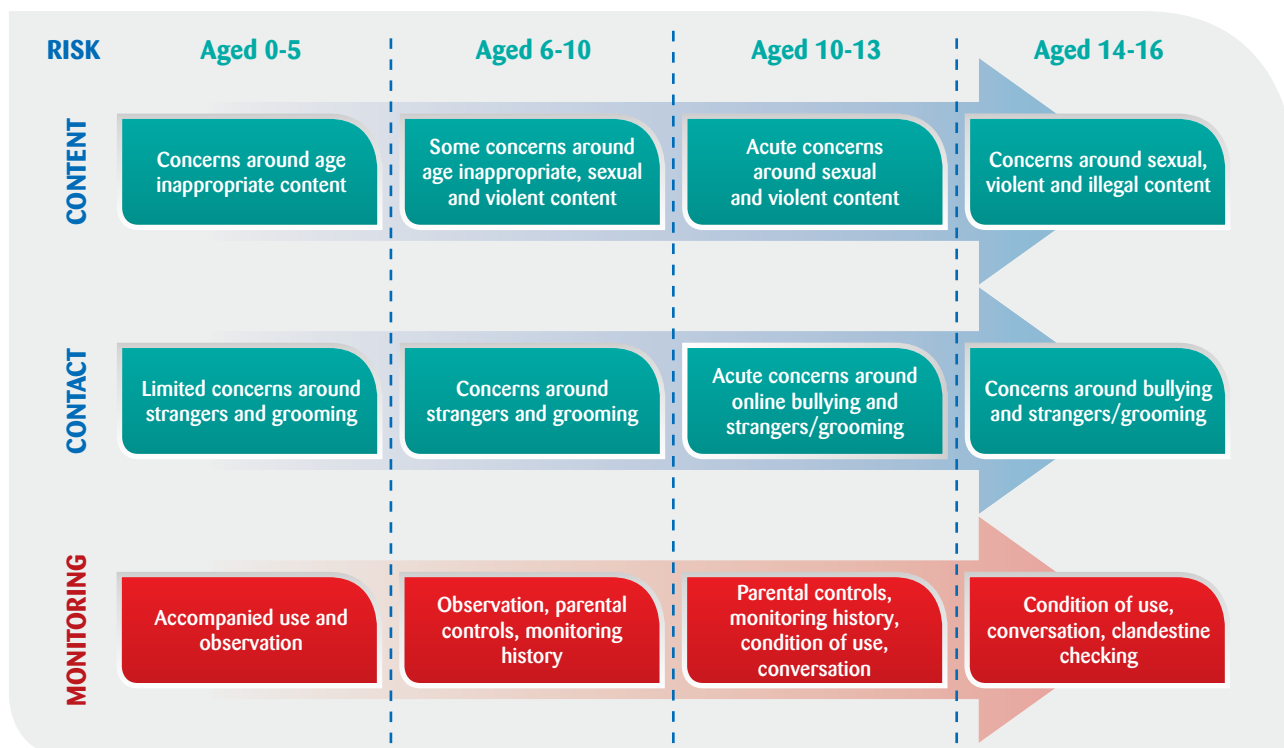 RISK
Aged 0-5
Aged 6-10
Aged 10-13
Aged 14-16
CONTENT
Concerns around age
inappropriate content
Some concerns around
age inappropriate, sexual
and violent content
Acute concerns
around sexual
and violent content
Concerns around sexual,
violent and illegal content
CONTACT
Limited concerns around
strangers and grooming
Concerns around
strangers and grooming
Acute concerns around
online bullying and
strangers/grooming
Concerns around bullying
and strangers/grooming
MONITORING
Accompanied use and
observation
Observation, parental
controls, monitoring
history
Parental controls,
monitoring history,
condition of use,
conversation
Condition of use,
conversation, clandestine
checking